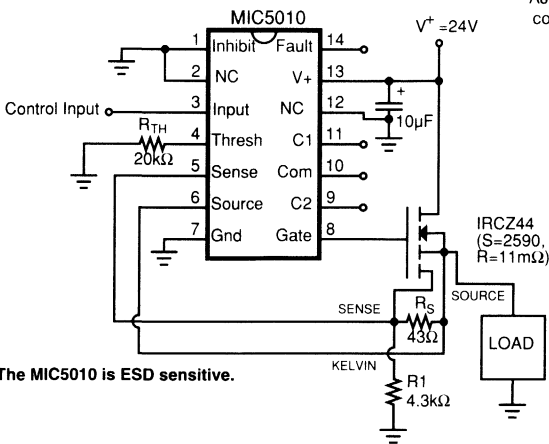 Au
co
MIC5010
V+ =24V
1 Inhibit Fault 14
2 NC V+ 13
Control Input 3 Input NC 12
+
10µF
RTH
20kΩ
4 Thresh C1 11
5 Sense Com 10
6 Source C2 9
7 Gnd Gate 8
IRCZ44
(S=2590,
R=11mΩ)
SOURCE
SENSE
RS
43Ω
LOAD
KELVIN
R1
4.3kΩ
The MIC5010 is ESD sensitive.